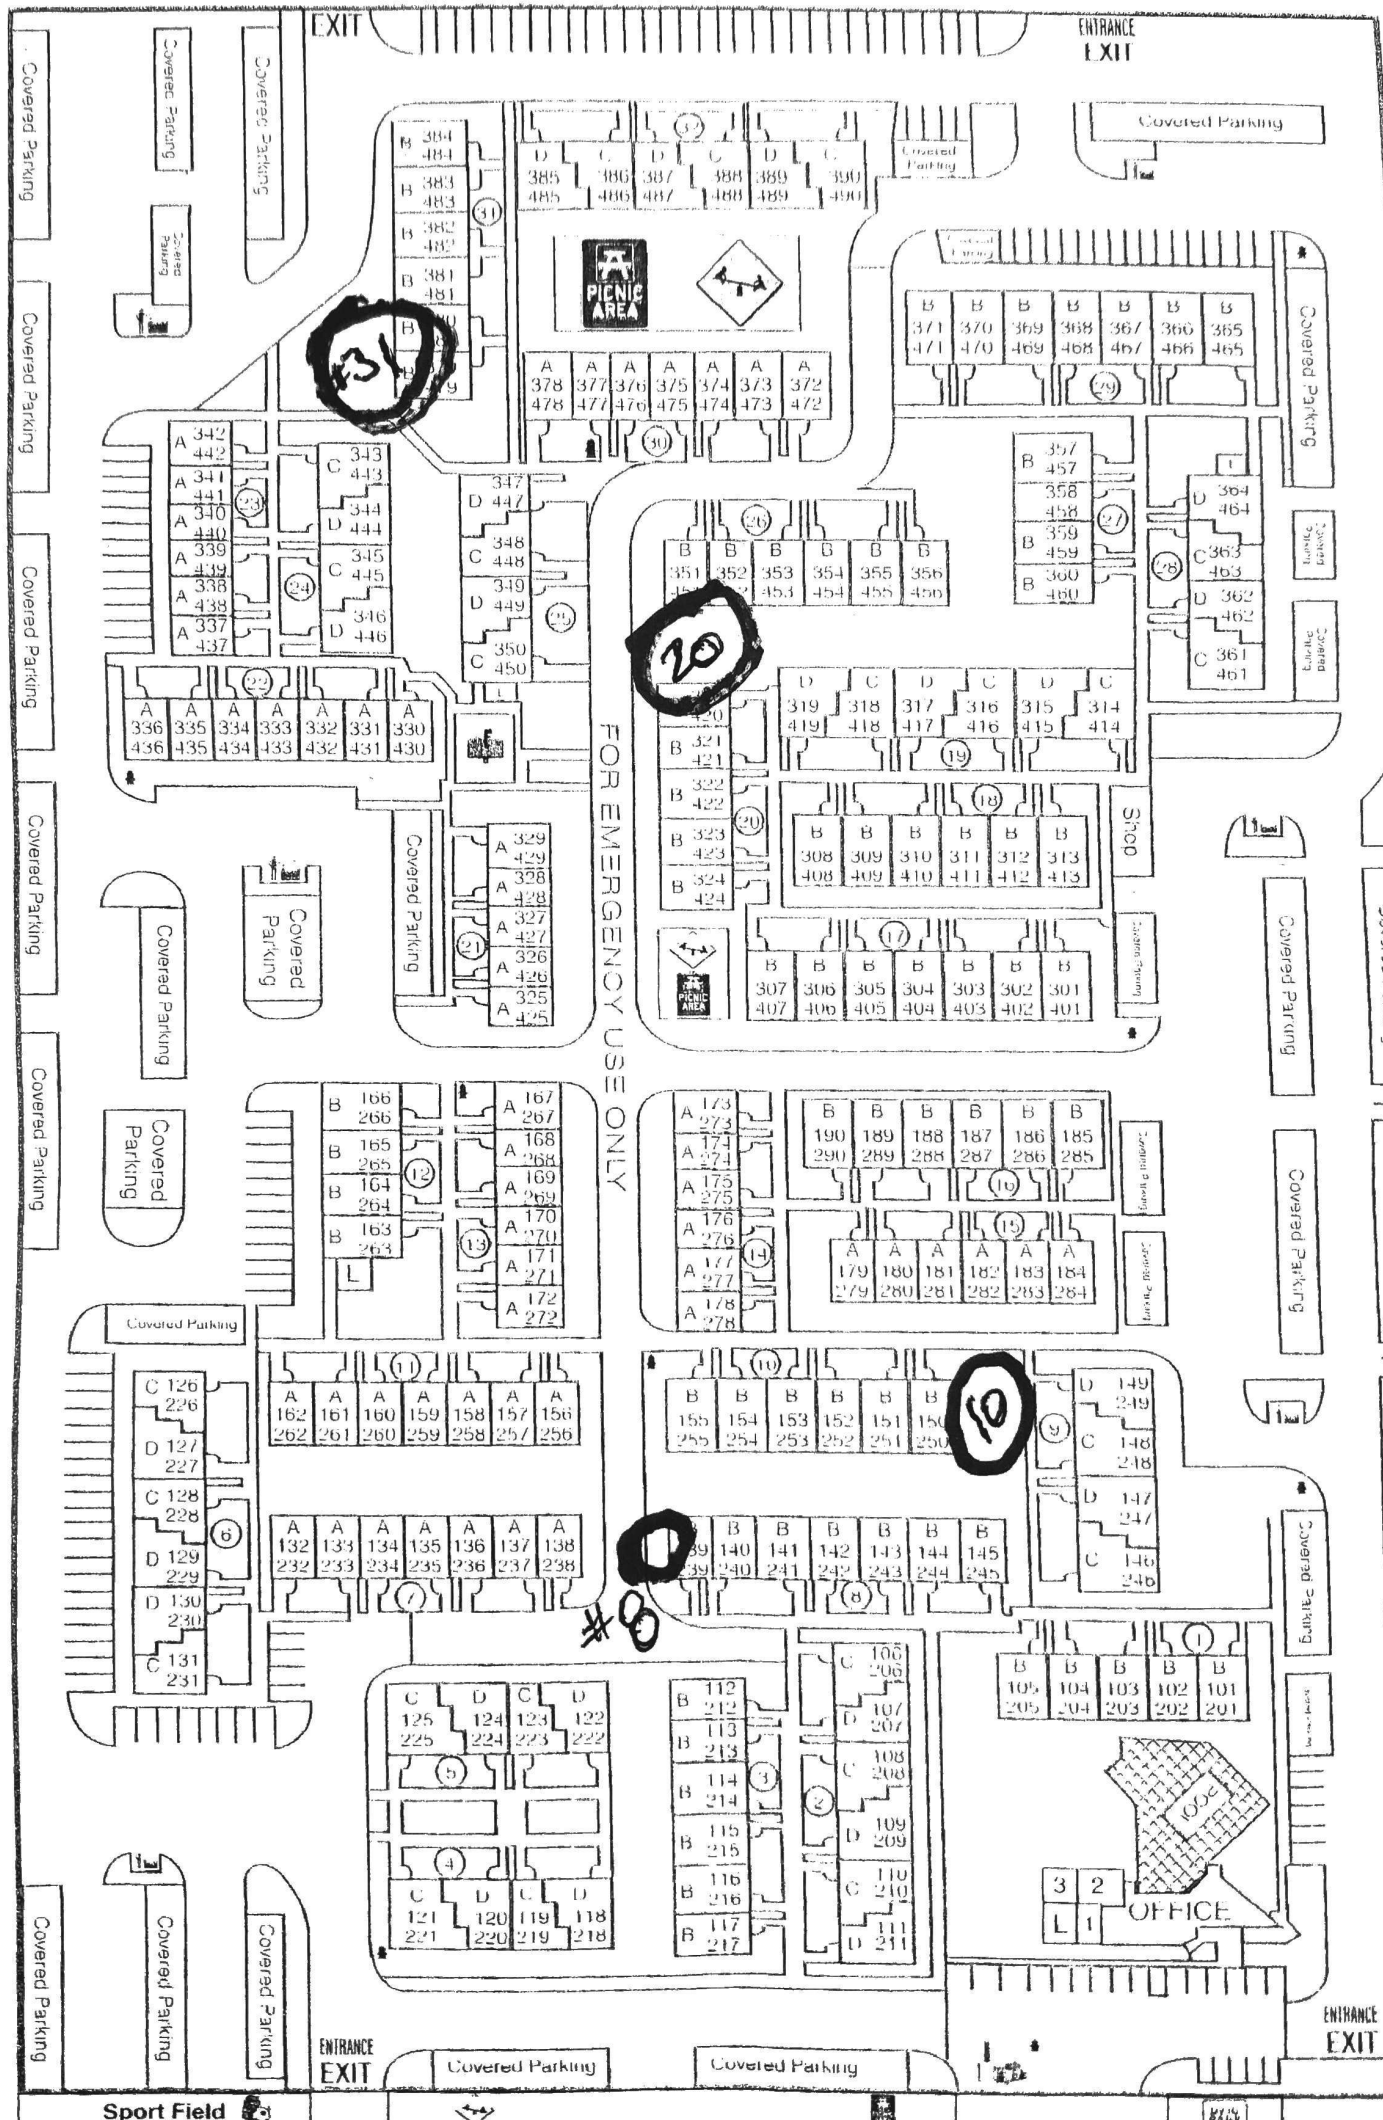 EXIT
ENTRANCE
EXIT
Covered Parking
Covered Parking
Covered Parking
Covered Parking
Covered Parking
Covered Parking
B 384 484
B 383 483
B 382 482
B 381 481
31
#31
32
D 385 485
C 386 486
D 387 487
C 388 488
D 389 489
C 390 490
PICNIC AREA
B 371 471
B 370 470
B 369 469
B 368 468
B 367 467
B 366 466
B 365 465
29
Covered Parking
A 378 478
A 377 477
A 376 476
A 375 475
A 374 474
A 373 473
A 372 472
30
Covered Parking
A 342 442
A 341 441
A 340 440
A 339 439
A 338 438
A 337 437
23
C 343 443
D 344 444
C 345 445
D 346 446
24
D 347 447
C 348 448
D 349 449
C 350 450
25
26
B 351
B 352
B 353 453
B 354 454
B 355 455
B 356 456
B 357 457
358 458
B 359 459
B 360 460
27
D 364 464
C 363 463
D 362 462
C 361 461
28
Covered Parking
Covered Parking
Covered Parking
20
22
A 336 436
A 335 435
A 334 434
A 333 433
A 332 432
A 331 431
A 330 430
L
420
B 321 421
B 322 422
B 323 423
B 324 424
20
D 319 419
C 318 418
D 317 417
C 316 416
D 315 415
C 314 414
19
18
B 308 408
B 309 409
B 310 410
B 311 411
B 312 412
B 313 413
Shop
FOR EMERGENCY USE ONLY
Covered Parking
Covered Parking
Covered Parking
Covered Parking
A 329 429
A 328 428
A 327 427
A 326 426
A 325 425
21
17
B 307 407
B 306 406
B 305 405
B 304 404
B 303 403
B 302 402
B 301 401
PICNIC AREA
Covered Parking
Covered Parking
Covered Parking
Covered Parking
B 166 266
B 165 265
B 164 264
B 163 263
L
12
A 167 267
A 168 268
A 169 269
A 170 270
A 171 271
A 172 272
13
A 173 273
A 174 274
A 175 275
A 176 276
A 177 277
A 178 278
14
B 190 290
B 189 289
B 188 288
B 187 287
B 186 286
B 185 285
16
15
A 179 279
A 180 280
A 181 281
A 182 282
A 183 283
A 184 284
Covered Parking
Covered Parking
Covered Parking
Covered Parking
C 126 226
D 127 227
C 128 228
D 129 229
D 130 230
C 131 231
6
11
A 162 262
A 161 261
A 160 260
A 159 259
A 158 258
A 157 257
A 156 256
10
B 155 255
B 154 254
B 153 253
B 152 252
B 151 251
B 150 250
10
D 149 249
C 148 248
D 147 247
C 146 246
9
A 132 232
A 133 233
A 134 234
A 135 235
A 136 236
A 137 237
A 138 238
7
239
B 140 240
B 141 241
B 142 242
B 143 243
B 144 244
B 145 245
8
#8
Covered Parking
1
B 105 205
B 104 204
B 103 203
B 102 202
B 101 201
C 125 225
D 124 224
C 123 223
D 122 222
5
4
C 121 221
D 120 220
C 119 219
D 118 218
B 112 212
B 113 213
B 114 214
B 115 215
B 116 216
B 117 217
3
C 106 206
D 107 207
C 108 208
D 109 209
C 110 210
D 111 211
2
POOL
3 2
L 1
OFFICE
Covered Parking
Covered Parking
Covered Parking
ENTRANCE
EXIT
Covered Parking
Covered Parking
ENTRANCE
EXIT
Sport Field